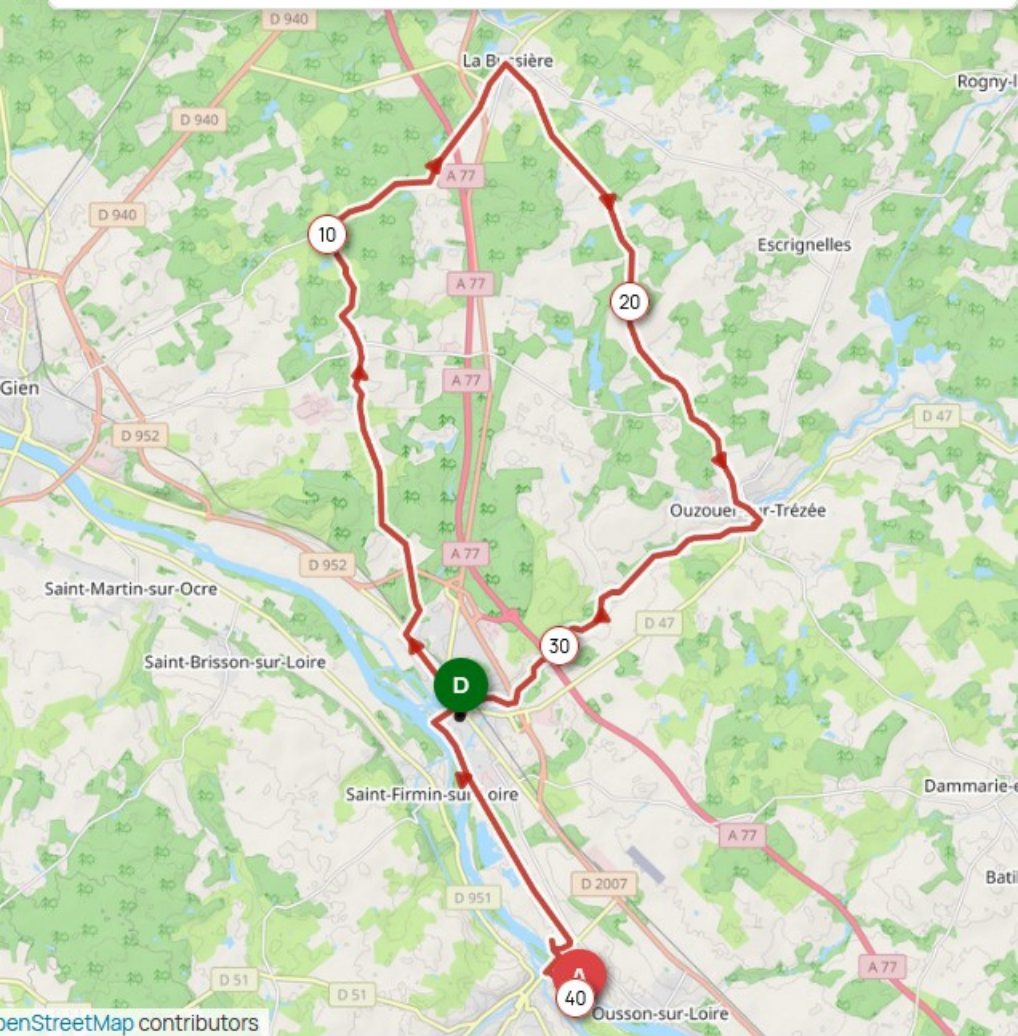 D 940
La Bussière
Rogny-l
D 940
A 77
D 940
10
Escrignelles
A 77
20
A 77
Gien
D 47
D 952
Ouzouer-sur-Trézée
A 77
D 952
Saint-Martin-sur-Ocre
D 47
30
Saint-Brisson-sur-Loire
D
Saint-Firmin-sur-Loire
Dammarie-e
A 77
D 2007
Bati
D 951
A 77
A
D 51
D 51
40
Ousson-sur-Loire
penStreetMap contributors